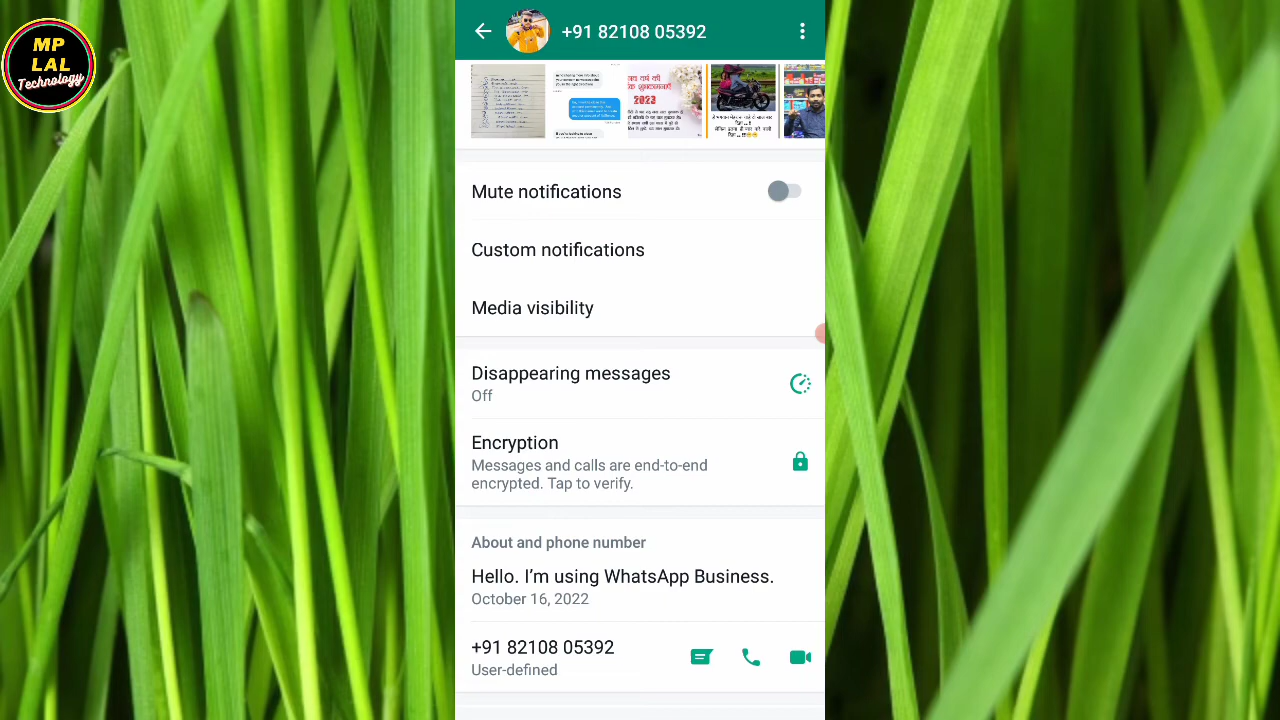 MP
LAL
Technology
+91 82108 05392
2023
Mute notifications
Custom notifications
Media visibility
Disappearing messages
Off
Encryption
Messages and calls are end-to-end
encrypted. Tap to verify.
About and phone number
Hello. I'm using WhatsApp Business.
October 16, 2022
+91 82108 05392
User-defined